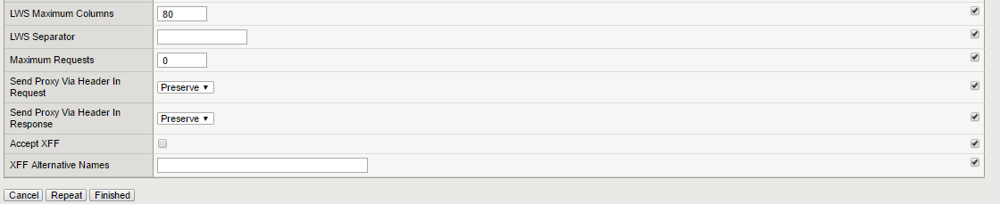 LWS Maximum Columns
80
LWS Separator
Maximum Requests
0
Send Proxy Via Header In
Request
Preserve
Send Proxy Via Header In
Response
Preserve
Accept XFF
XFF Alternative Names
Cancel Repeat Finished